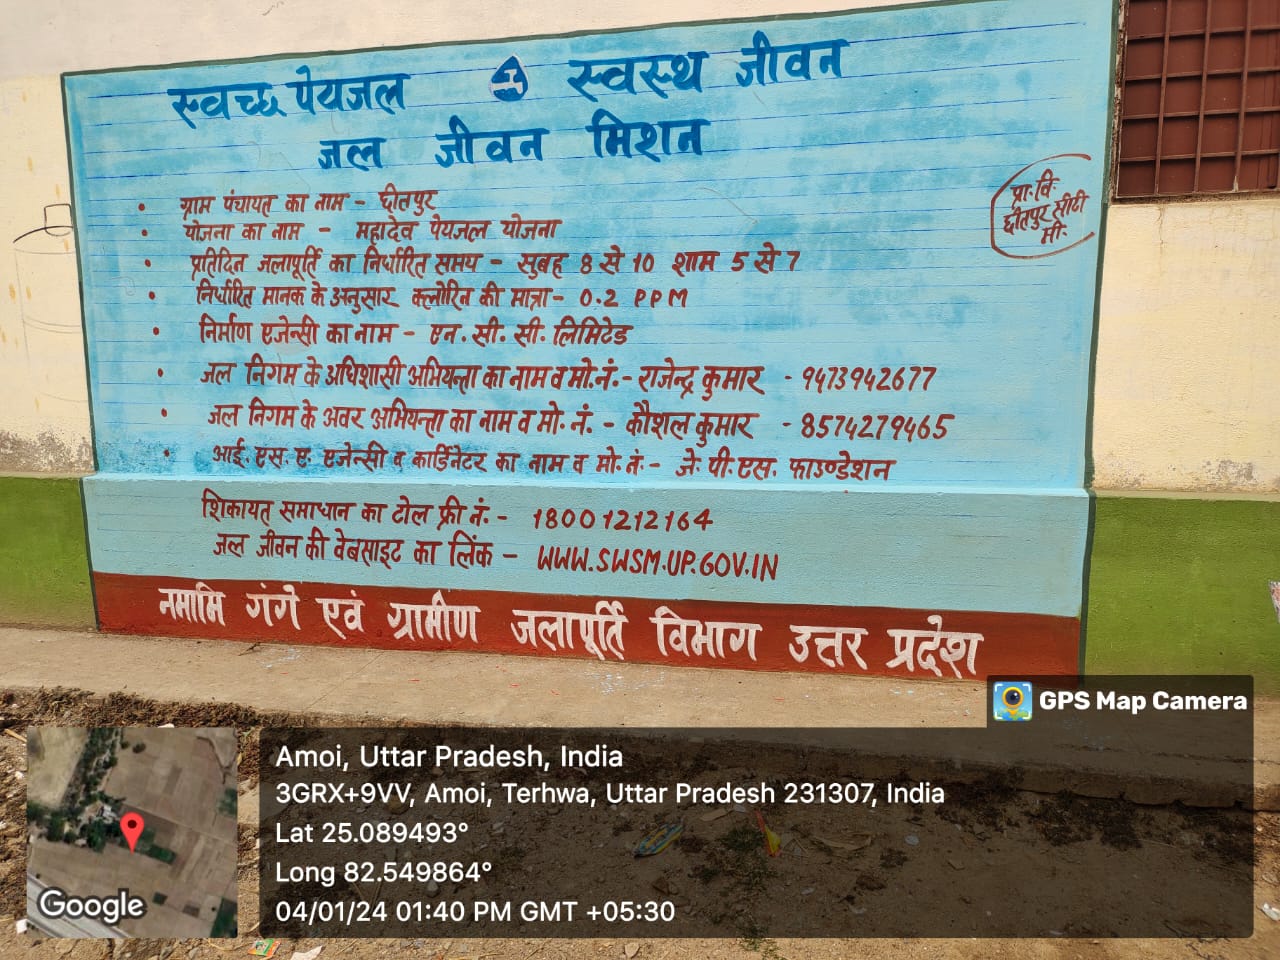 स्वच्छ पेयजल स्वस्थ जीवन
जल जीवन मिशन
• ग्राम पंचायत का नाम - छीतपुर
• योजना का नाम - महादेव पेयजल योजना
• प्रतिदिन जलापूर्ति का निर्धारित समय - सुबह 8 से 10 शाम 5 से 7
• निर्धारित मानक के अनुसार क्लोरिन की मात्रा - 0.2 PPM
• निर्माण एजेन्सी का नाम - एन. सी. सी. लिमिटेड
• जल निगम के अधिशासी अभियन्ता का नाम व मो. नं. - राजेन्द्र कुमार - 9473942677
• जल निगम के अवर अभियन्ता का नाम व मो. नं. - कौशल कुमार - 8574279465
• आई. एस. ए. एजेन्सी व कार्डिनेटर का नाम व मो. नं. - जे. पी. एस. फाउण्डेशन
शिकायत समाधान का टोल फ्री नं. - 18001212164
जल जीवन की वेबसाइट का लिंक - WWW.SWSM.UP.GOV.IN
नमामि गंगे एवं ग्रामीण जलापूर्ति विभाग उत्तर प्रदेश
प्रा. वि.
छीतपुर सीटी
मी.
GPS Map Camera
Amoi, Uttar Pradesh, India
3GRX+9VV, Amoi, Terhwa, Uttar Pradesh 231307, India
Lat 25.089493°
Long 82.549864°
04/01/24 01:40 PM GMT +05:30
Google